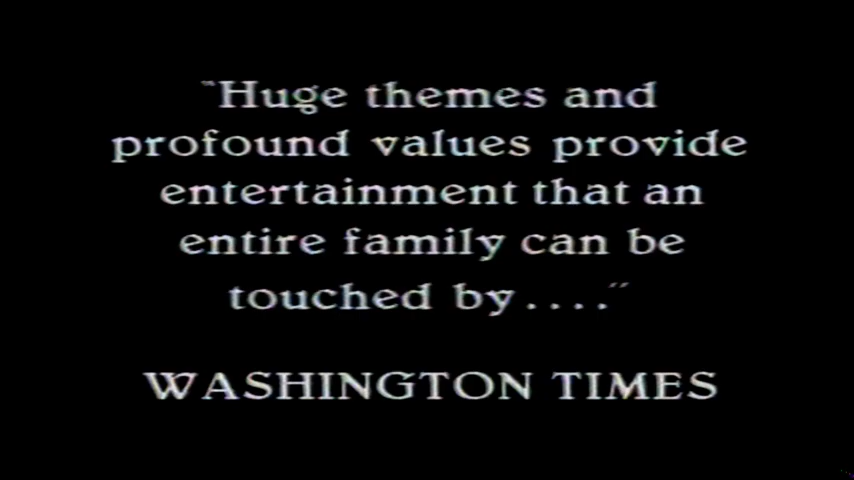 "Huge themes and
profound values provide
entertainment that an
entire family can be
touched by...."
WASHINGTON TIMES